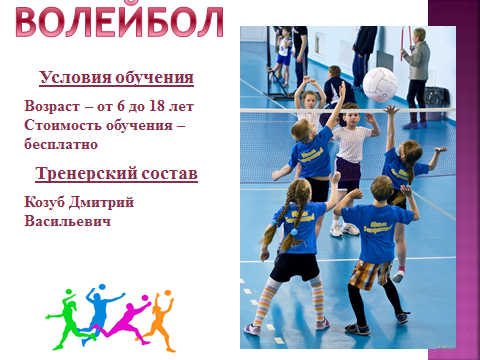 ВОЛЕЙБОЛ
Условия обучения
Возраст – от 6 до 18 лет
Стоимость обучения –
бесплатно
Тренерский состав
Козуб Дмитрий
Васильевич